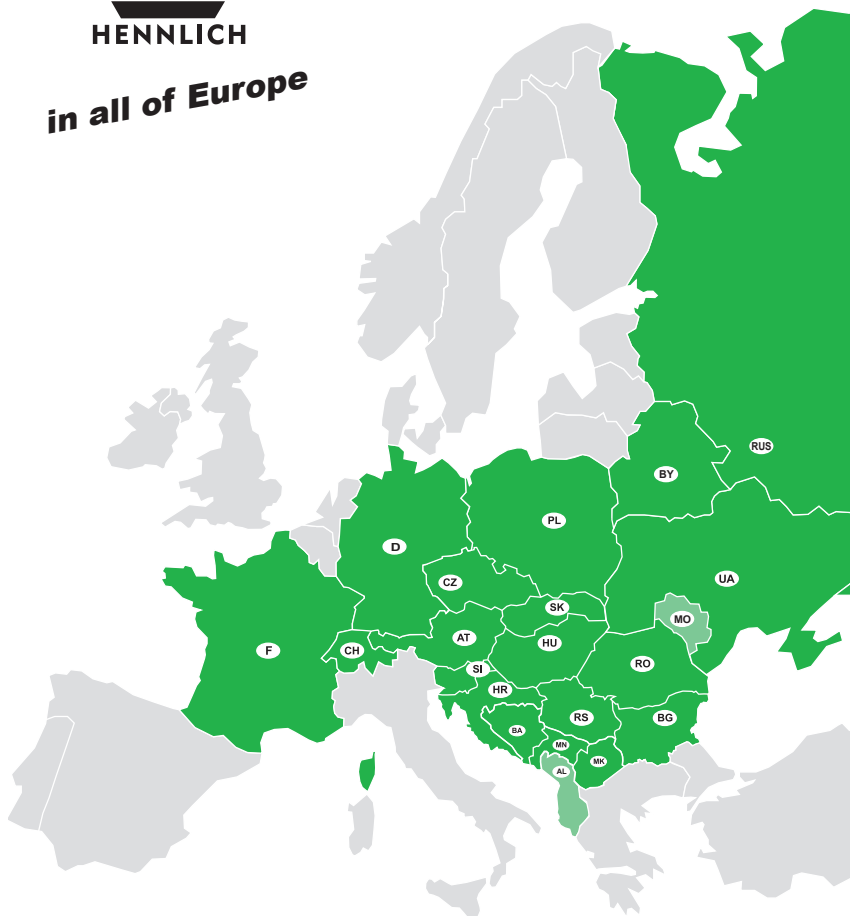 HENNLICH
in all of Europe
RUS
BY
PL
D
UA
CZ
SK
MO
AT
HU
F
CH
RO
SI
HR
RS
BG
BA
MN
MK
AL